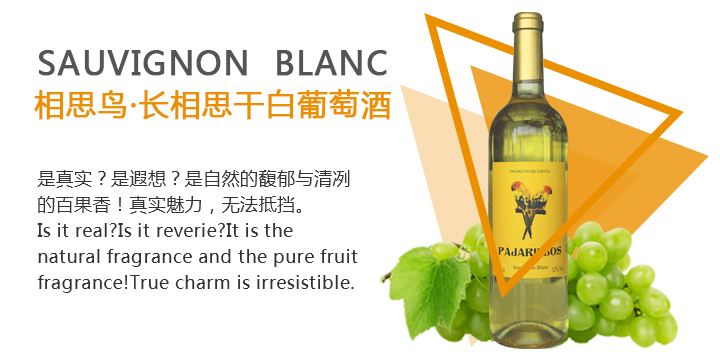 SAUVIGNON BLANC
相思鸟·长相思干白葡萄酒
是真实？是遐想？是自然的馥郁与清冽
的百果香！真实魅力，无法抵挡。
Is it real?Is it reverie?It is the
natural fragrance and the pure fruit
fragrance!True charm is irresistible.
PRODUCTO DE ESPAÑA
Sauvignon Blanc